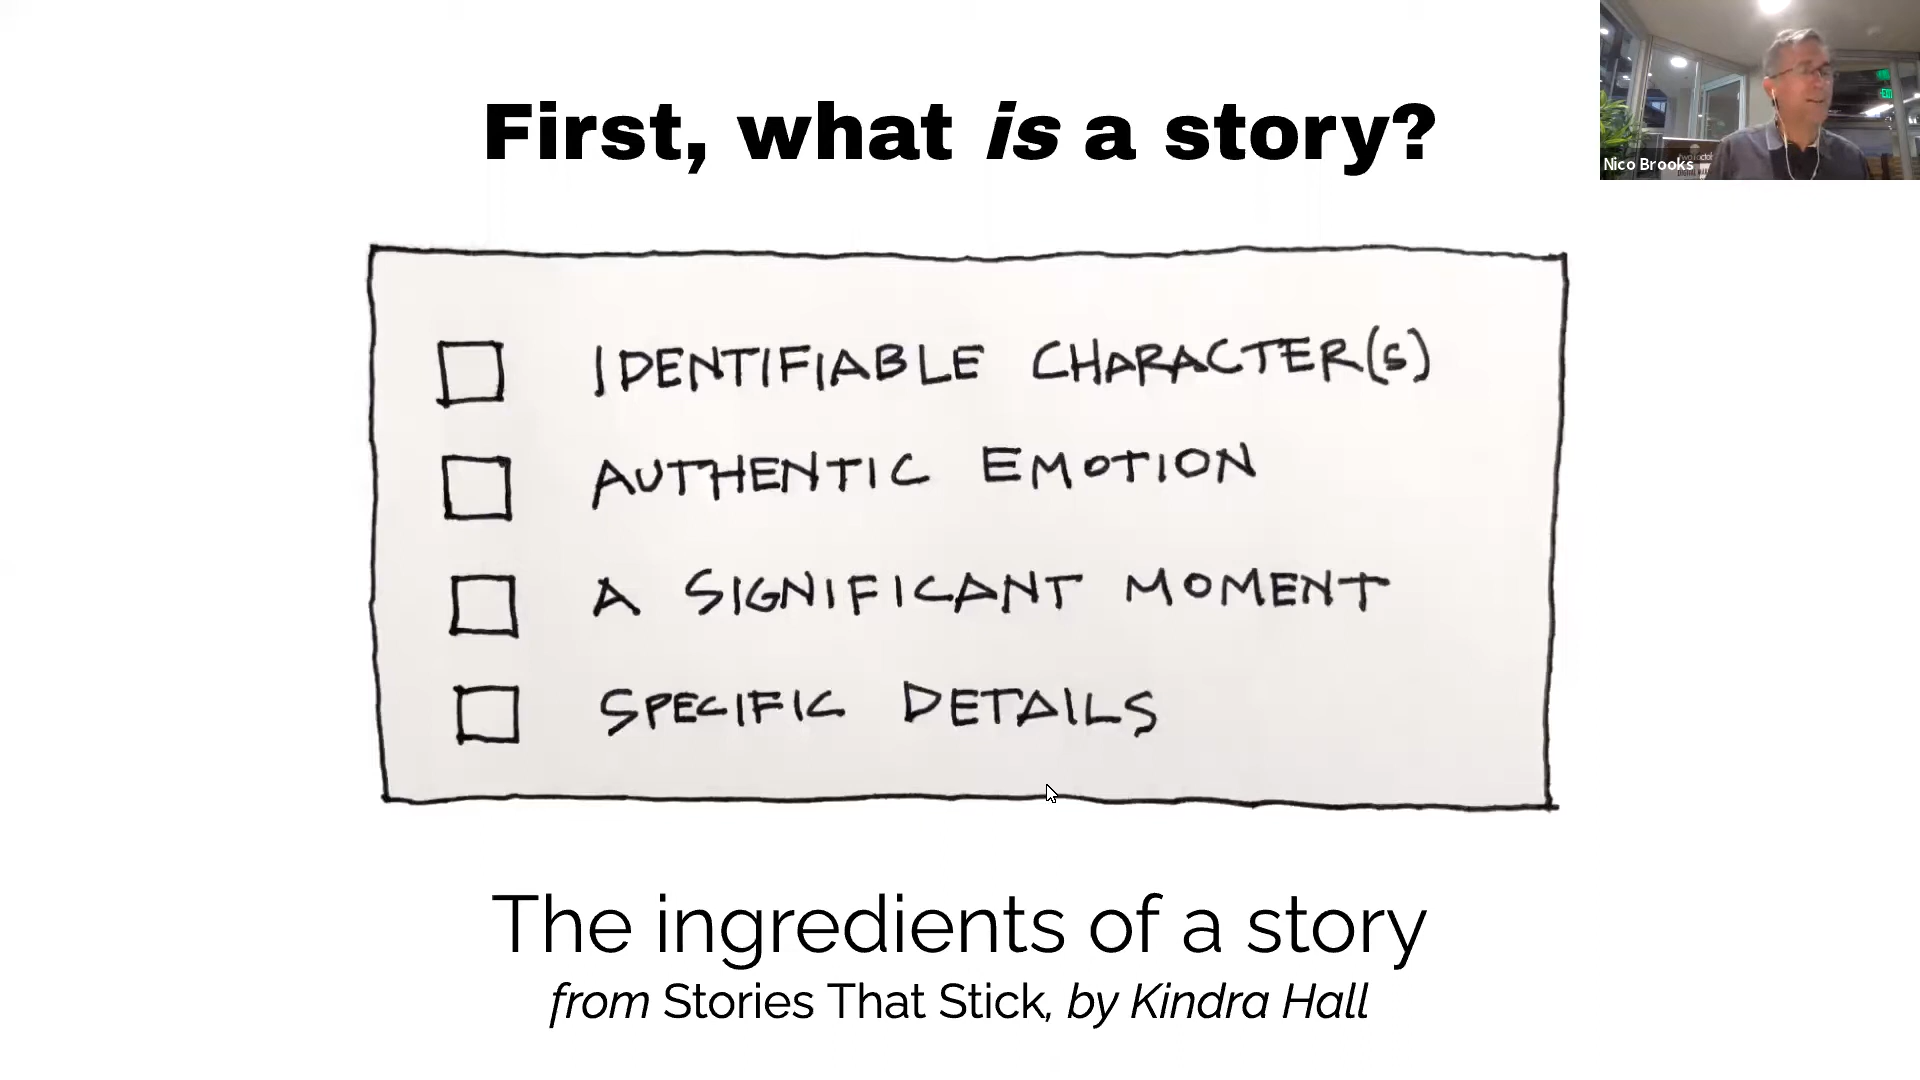 First, what is a story?
IDENTIFIABLE CHARACTER(S)
AUTHENTIC EMOTION
A SIGNIFICANT MOMENT
SPECIFIC DETAILS
The ingredients of a story
from Stories That Stick, by Kindra Hall
EXIT
Nico Brooks